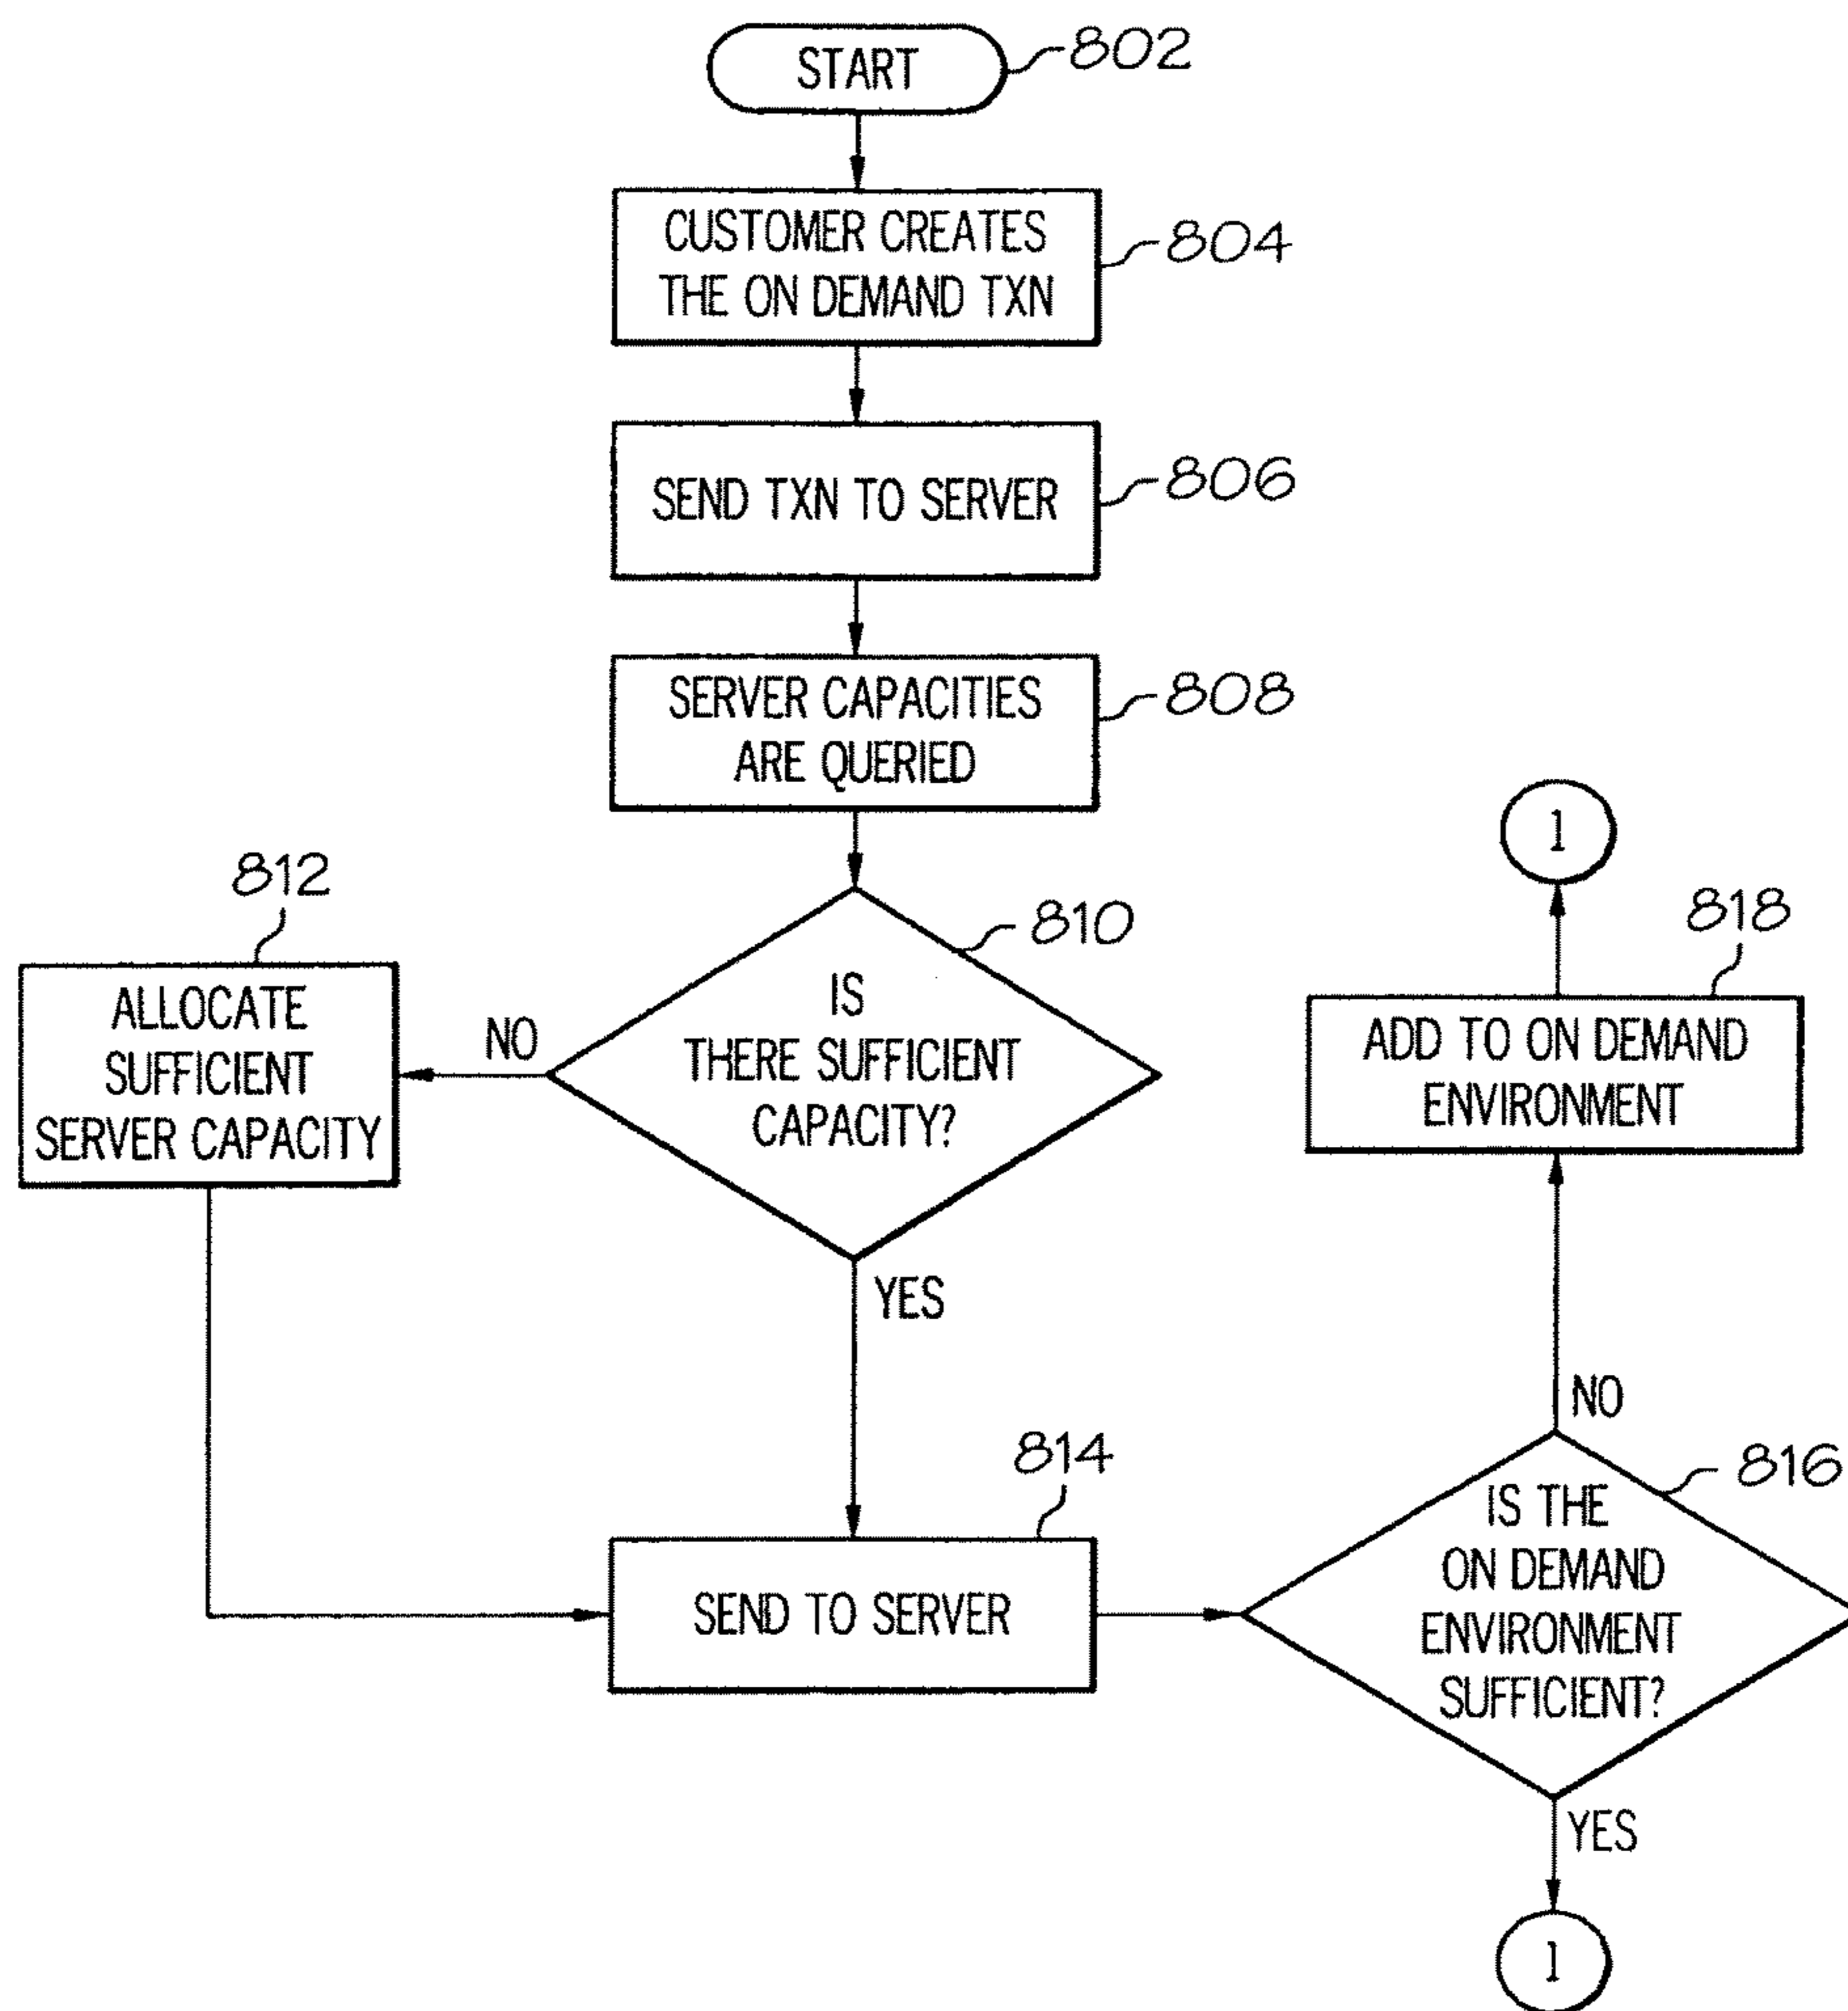 START
802
CUSTOMER CREATES
THE ON DEMAND TXN
804
SEND TXN TO SERVER
806
SERVER CAPACITIES
ARE QUERIED
808
IS
THERE SUFFICIENT
CAPACITY?
810
NO
812
ALLOCATE
SUFFICIENT
SERVER CAPACITY
YES
814
SEND TO SERVER
816
IS THE
ON DEMAND
ENVIRONMENT
SUFFICIENT?
NO
818
ADD TO ON DEMAND
ENVIRONMENT
1
YES
1